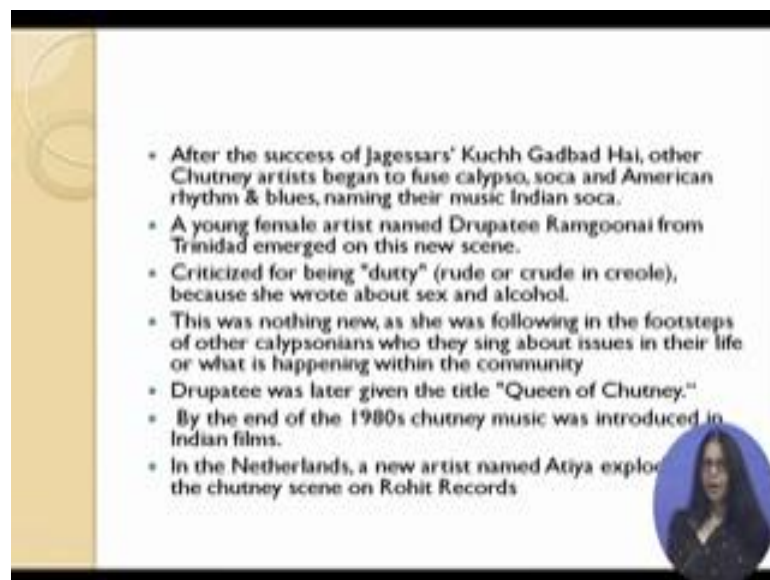 • After the success of Jagessars' Kuchh Gadbad Hai, other
Chutney artists began to fuse calypso, soca and American
rhythm & blues, naming their music Indian soca.
• A young female artist named Drupatee Ramgoonai from
Trinidad emerged on this new scene.
• Criticized for being "dutty" (rude or crude in creole),
because she wrote about sex and alcohol.
• This was nothing new, as she was following in the footsteps
of other calypsonians who they sing about issues in their life
or what is happening within the community
• Drupatee was later given the title "Queen of Chutney."
• By the end of the 1980s chutney music was introduced in
Indian films.
• In the Netherlands, a new artist named Atiya
the chutney scene on Rohit Records